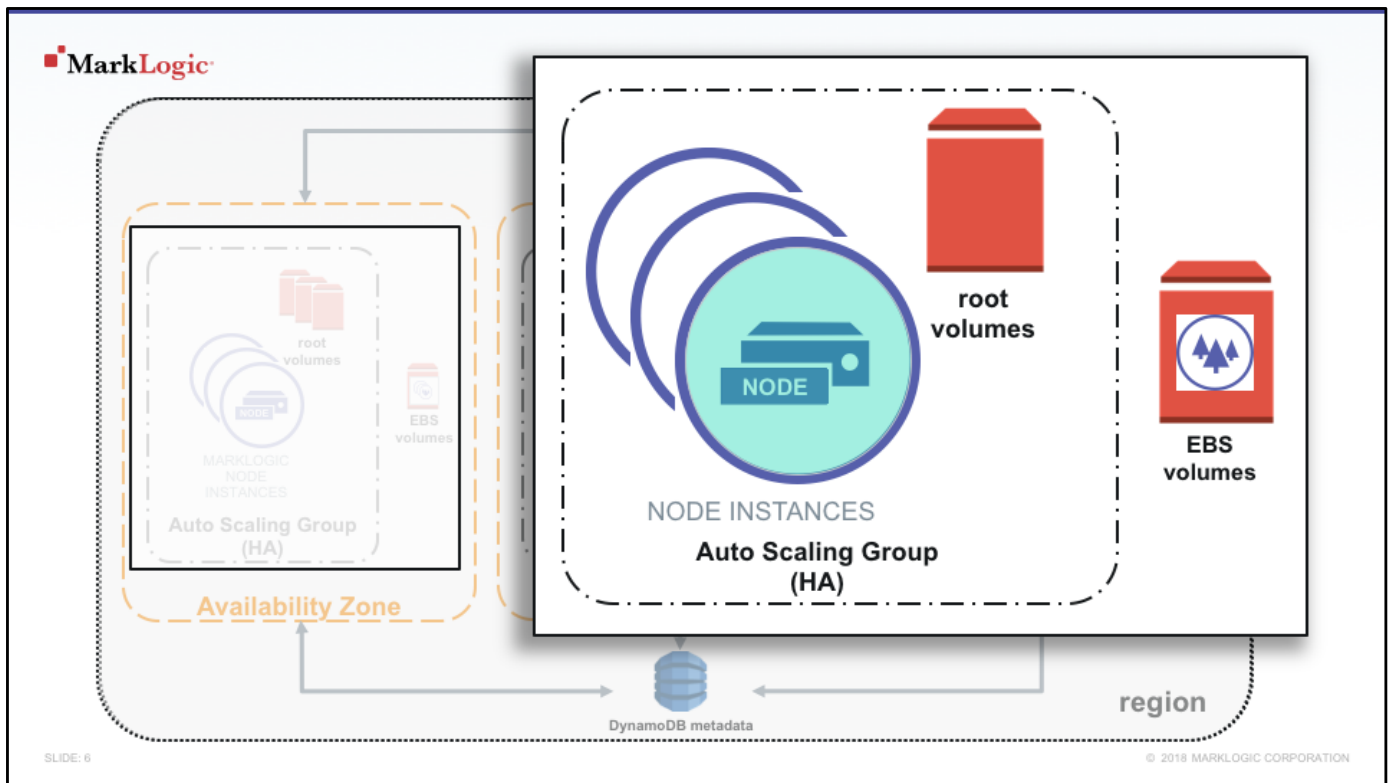 MarkLogic
root
volumes
NODE
EBS
volumes
NODE INSTANCES
Auto Scaling Group
(HA)
root
volumes
NODE
EBS
volumes
MARKLOGIC
NODE
INSTANCES
Auto Scaling Group
(HA)
Availability Zone
DynamoDB metadata
region
SLIDE: 6
© 2018 MARKLOGIC CORPORATION